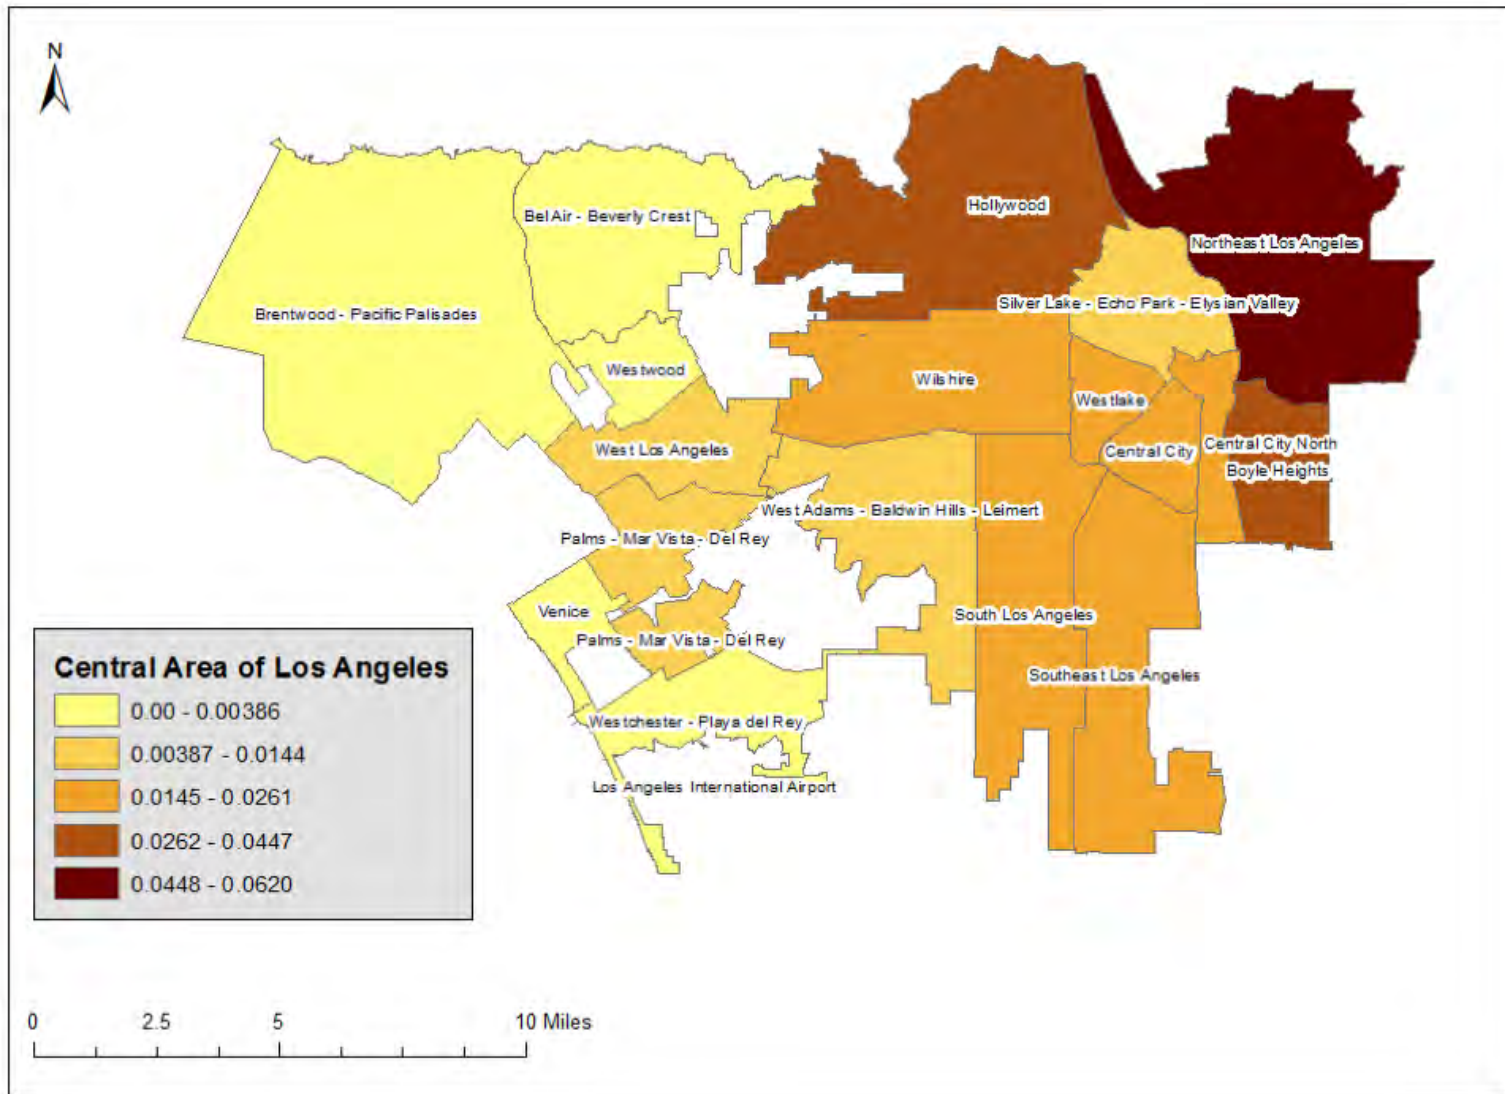 N
Hollywood
Bel Air - Beverly Crest
Northeast Los Angeles
Silver Lake - Echo Park - Elysian Valley
Brentwood - Pacific Palisades
Westwood
Wilshire
Westlake
West Los Angeles
Central City
Central City North
Boyle Heights
West Adams - Baldwin Hills - Leimert
Palms - Mar Vista - Del Rey
Venice
South Los Angeles
Palms - Mar Vista - Del Rey
Southeast Los Angeles
Westchester - Playa del Rey
Los Angeles International Airport
Central Area of Los Angeles
0.00 - 0.00386
0.00387 - 0.0144
0.0145 - 0.0261
0.0262 - 0.0447
0.0448 - 0.0620
0 2.5 5 10 Miles